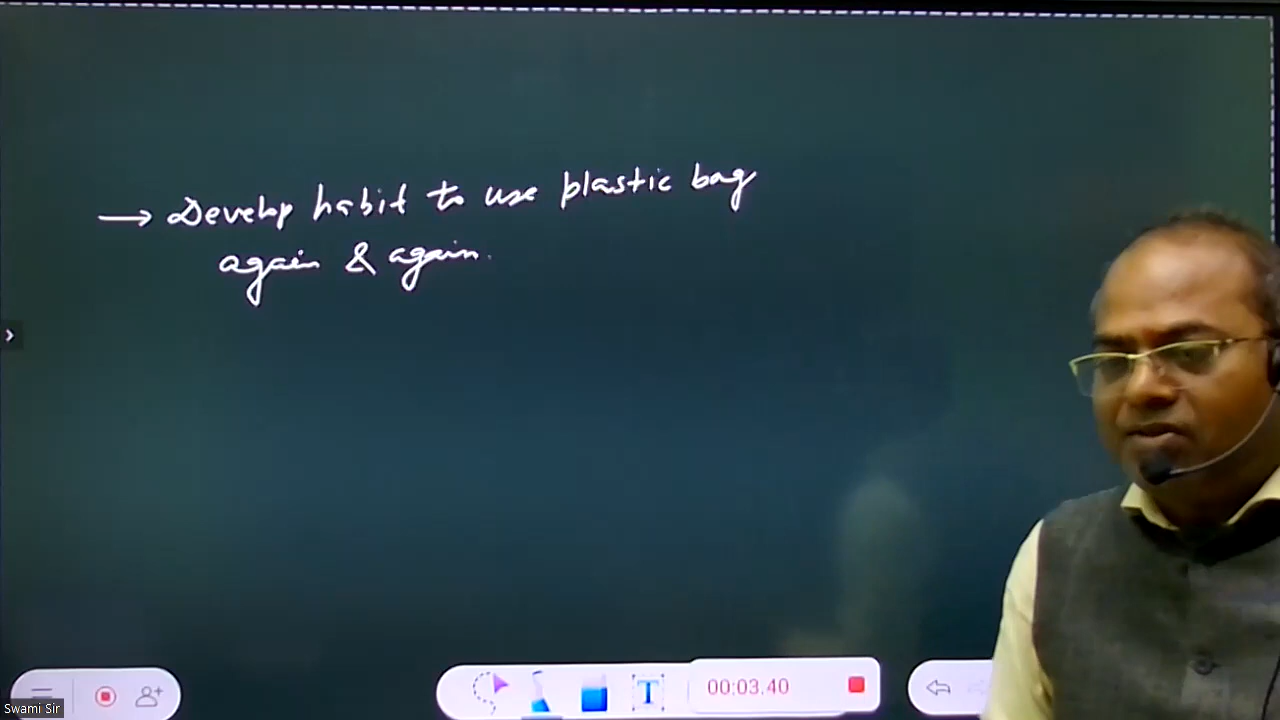 → Develop habit to use plastic bag
again & again.
00:03.40
T
Swami Sir